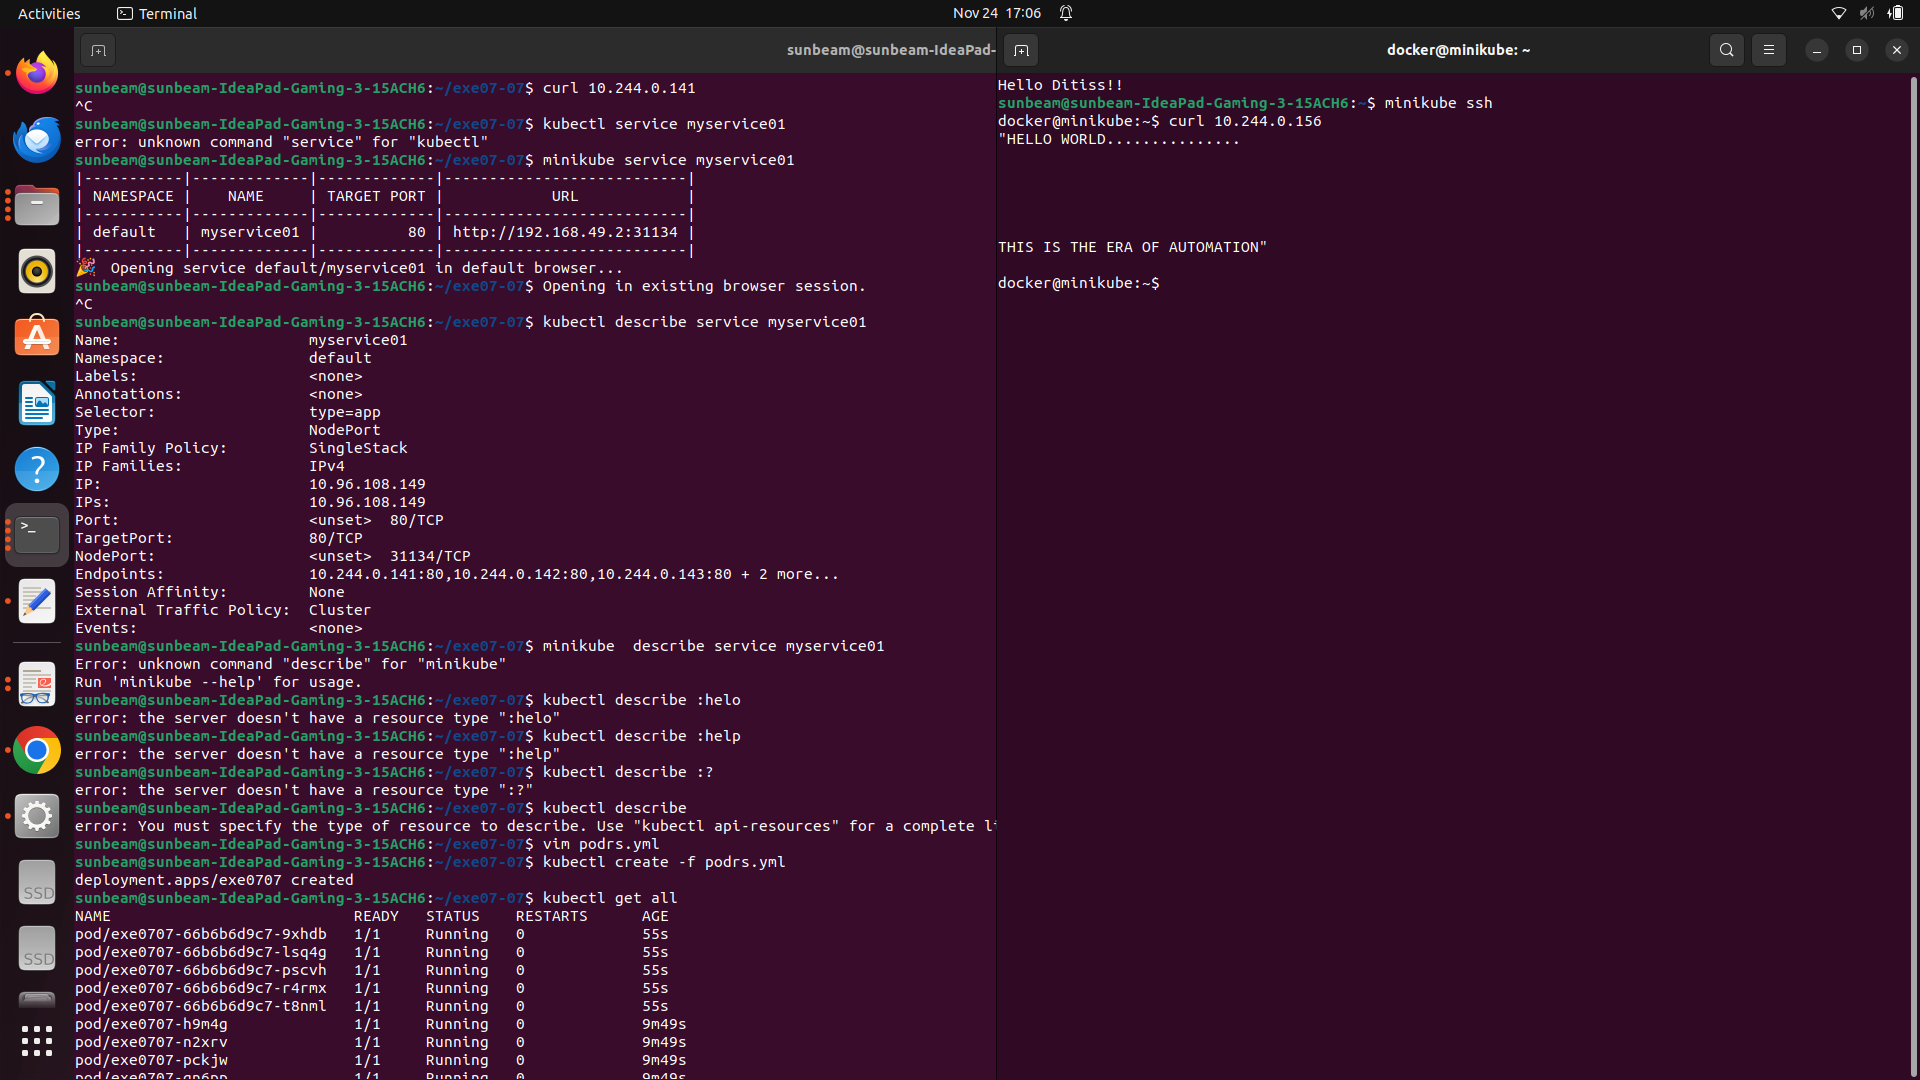 Activities
Terminal
Nov 24 17:06
sunbeam@sunbeam-IdeaPad-
sunbeam@sunbeam-IdeaPad-Gaming-3-15ACH6:~/exe07-07$ curl 10.244.0.141
^C
sunbeam@sunbeam-IdeaPad-Gaming-3-15ACH6:~/exe07-07$ kubectl service myservice01
error: unknown command "service" for "kubectl"
sunbeam@sunbeam-IdeaPad-Gaming-3-15ACH6:~/exe07-07$ minikube service myservice01
|-----------|-------------|-------------|---------------------------|
| NAMESPACE |    NAME     | TARGET PORT |            URL            |
|-----------|-------------|-------------|---------------------------|
| default   | myservice01 |          80 | http://192.168.49.2:31134 |
|-----------|-------------|-------------|---------------------------|
🎉  Opening service default/myservice01 in default browser...
sunbeam@sunbeam-IdeaPad-Gaming-3-15ACH6:~/exe07-07$ Opening in existing browser session.
^C
sunbeam@sunbeam-IdeaPad-Gaming-3-15ACH6:~/exe07-07$ kubectl describe service myservice01
Name:                     myservice01
Namespace:                default
Labels:                   <none>
Annotations:              <none>
Selector:                 type=app
Type:                     NodePort
IP Family Policy:         SingleStack
IP Families:              IPv4
IP:                       10.96.108.149
IPs:                      10.96.108.149
Port:                     <unset>  80/TCP
TargetPort:               80/TCP
NodePort:                 <unset>  31134/TCP
Endpoints:                10.244.0.141:80,10.244.0.142:80,10.244.0.143:80 + 2 more...
Session Affinity:         None
External Traffic Policy:  Cluster
Events:                   <none>
sunbeam@sunbeam-IdeaPad-Gaming-3-15ACH6:~/exe07-07$ minikube  describe service myservice01
Error: unknown command "describe" for "minikube"
Run 'minikube --help' for usage.
sunbeam@sunbeam-IdeaPad-Gaming-3-15ACH6:~/exe07-07$ kubectl describe :helo
error: the server doesn't have a resource type ":helo"
sunbeam@sunbeam-IdeaPad-Gaming-3-15ACH6:~/exe07-07$ kubectl describe :help
error: the server doesn't have a resource type ":help"
sunbeam@sunbeam-IdeaPad-Gaming-3-15ACH6:~/exe07-07$ kubectl describe :?
error: the server doesn't have a resource type ":?"
sunbeam@sunbeam-IdeaPad-Gaming-3-15ACH6:~/exe07-07$ kubectl describe
error: You must specify the type of resource to describe. Use "kubectl api-resources" for a complete li
sunbeam@sunbeam-IdeaPad-Gaming-3-15ACH6:~/exe07-07$ vim podrs.yml
sunbeam@sunbeam-IdeaPad-Gaming-3-15ACH6:~/exe07-07$ kubectl create -f podrs.yml
deployment.apps/exe0707 created
sunbeam@sunbeam-IdeaPad-Gaming-3-15ACH6:~/exe07-07$ kubectl get all
NAME                           READY   STATUS    RESTARTS      AGE
pod/exe0707-66b6b6d9c7-9xhdb   1/1     Running   0             55s
pod/exe0707-66b6b6d9c7-lsq4g   1/1     Running   0             55s
pod/exe0707-66b6b6d9c7-pscvh   1/1     Running   0             55s
pod/exe0707-66b6b6d9c7-r4rmx   1/1     Running   0             55s
pod/exe0707-66b6b6d9c7-t8nml   1/1     Running   0             55s
pod/exe0707-h9m4g              1/1     Running   0             9m49s
pod/exe0707-n2xrv              1/1     Running   0             9m49s
pod/exe0707-pckjw              1/1     Running   0             9m49s
pod/exe0707-qn6pp              1/1     Running   0             9m49s
docker@minikube: ~
Hello Ditiss!!
sunbeam@sunbeam-IdeaPad-Gaming-3-15ACH6:~$ minikube ssh
docker@minikube:~$ curl 10.244.0.156
"HELLO WORLD...............
THIS IS THE ERA OF AUTOMATION"
docker@minikube:~$
SSD
SSD